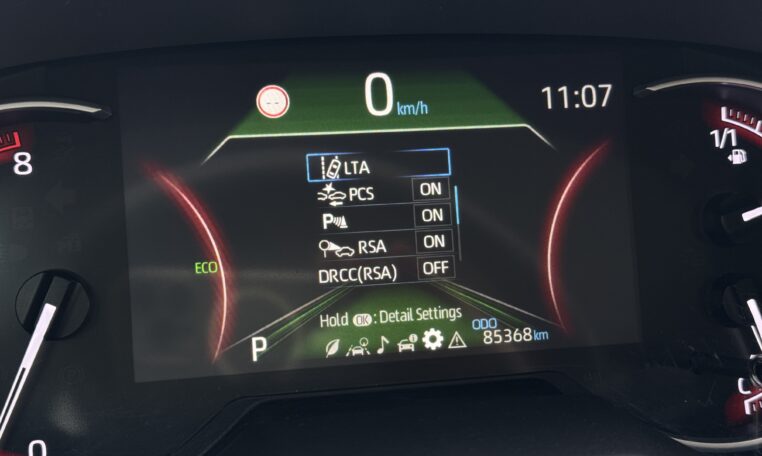 0 km/h
11:07
8
1/1
LTA
PCS ON
P ON
RSA ON
DRCC(RSA) OFF
ECO
Hold OK : Detail Settings
P
ODO
85368 km
0
C